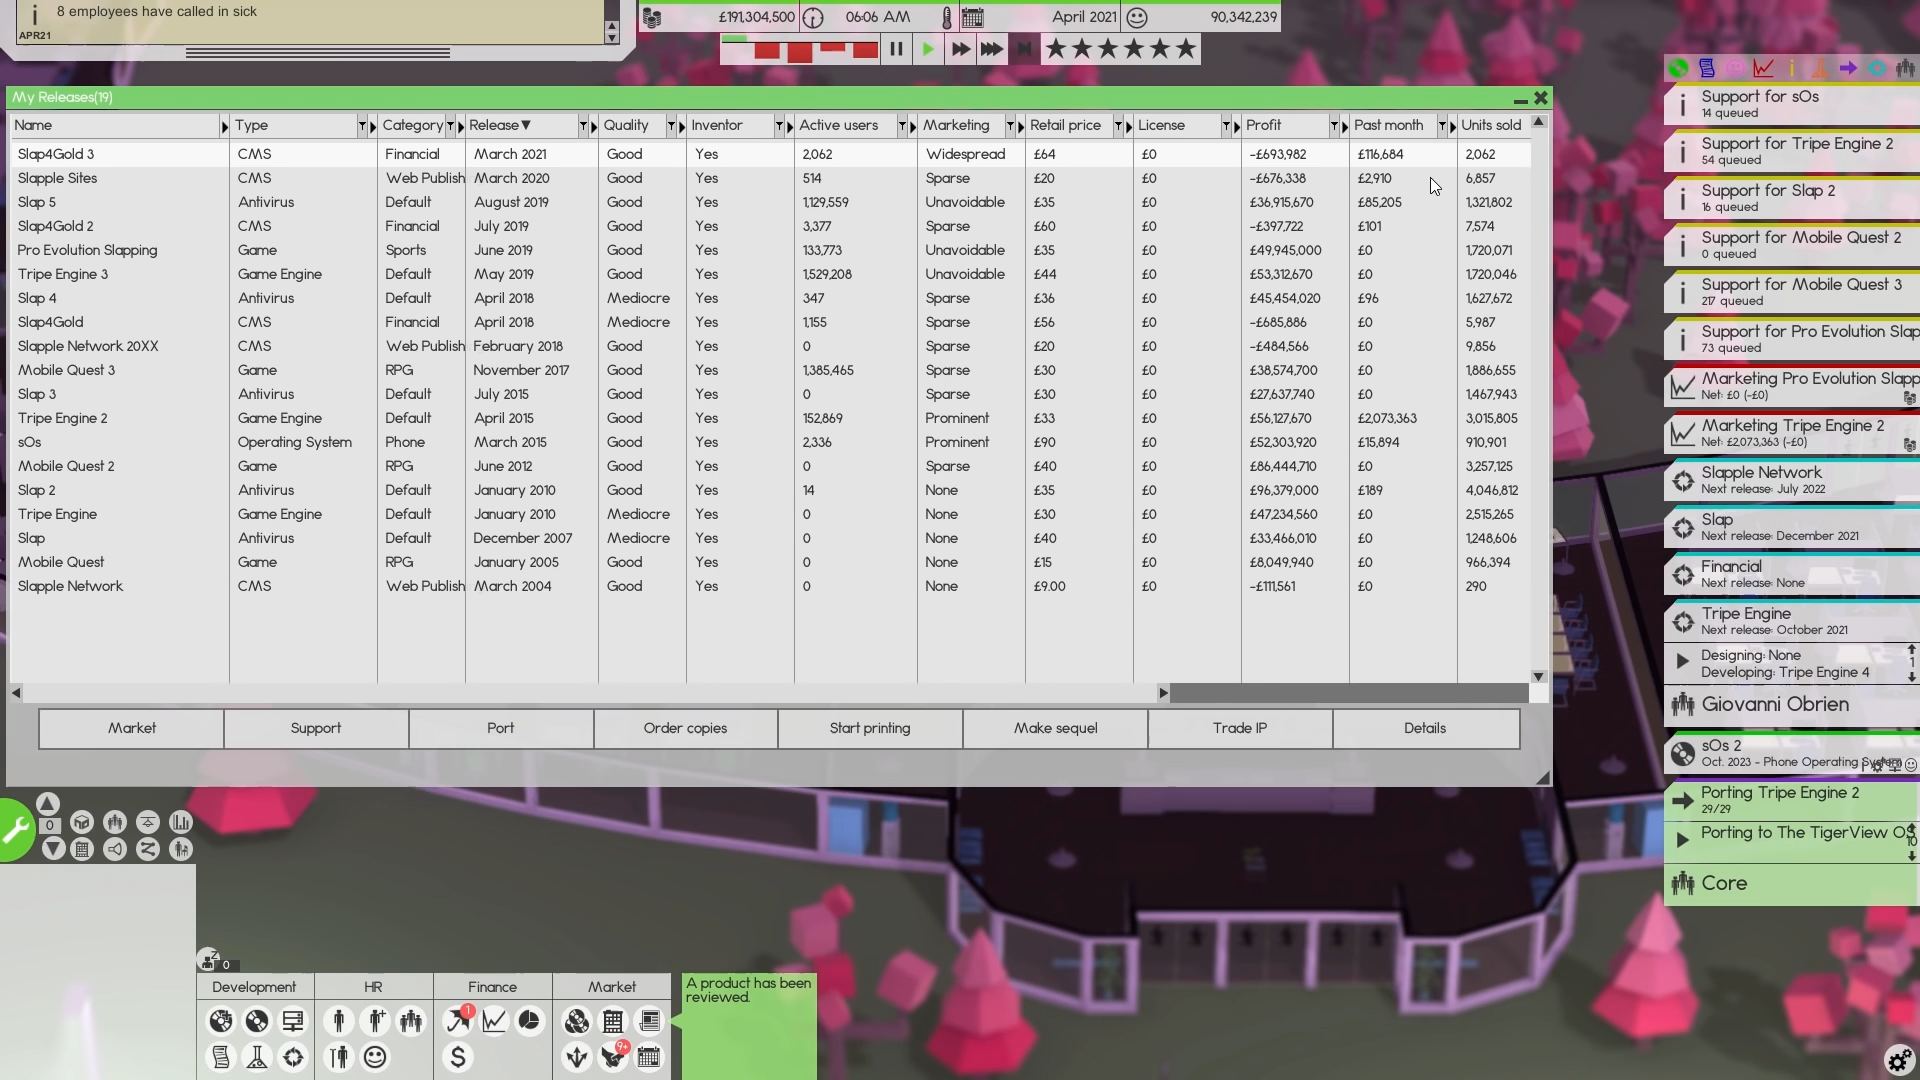 8 employees have called in sick
APR21
£191,304,500 06:06 AM April 2021 90,342,239
My Releases(19)
Name Type Category Release Quality Inventor Active users Marketing Retail price License Profit Past month Units sold
Slap4Gold 3 CMS Financial March 2021 Good Yes 2,062 Widespread £64 £0 -£693,982 £116,684 2,062
Slapple Sites CMS Web Publish March 2020 Good Yes 514 Sparse £20 £0 -£676,338 £2,910 6,857
Slap 5 Antivirus Default August 2019 Good Yes 1,129,559 Unavoidable £35 £0 £36,915,670 £85,205 1,321,802
Slap4Gold 2 CMS Financial July 2019 Good Yes 3,377 Sparse £60 £0 -£397,722 £101 7,574
Pro Evolution Slapping Game Sports June 2019 Good Yes 133,773 Unavoidable £35 £0 £49,945,000 £0 1,720,071
Tripe Engine 3 Game Engine Default May 2019 Good Yes 1,529,208 Unavoidable £44 £0 £53,312,670 £0 1,720,046
Slap 4 Antivirus Default April 2018 Mediocre Yes 347 Sparse £36 £0 £45,454,020 £96 1,627,672
Slap4Gold CMS Financial April 2018 Mediocre Yes 1,155 Sparse £56 £0 -£685,886 £0 5,987
Slapple Network 20XX CMS Web Publish February 2018 Good Yes 0 Sparse £20 £0 -£484,566 £0 9,856
Mobile Quest 3 Game RPG November 2017 Good Yes 1,385,465 Sparse £30 £0 £38,574,700 £0 1,886,655
Slap 3 Antivirus Default July 2015 Good Yes 0 Sparse £30 £0 £27,637,740 £0 1,467,943
Tripe Engine 2 Game Engine Default April 2015 Good Yes 152,869 Prominent £33 £0 £56,127,670 £2,073,363 3,015,805
sOs Operating System Phone March 2015 Good Yes 2,336 Prominent £90 £0 £52,303,920 £15,894 910,901
Mobile Quest 2 Game RPG June 2012 Good Yes 0 Sparse £40 £0 £86,444,710 £0 3,257,125
Slap 2 Antivirus Default January 2010 Good Yes 14 None £35 £0 £96,379,000 £189 4,046,812
Tripe Engine Game Engine Default January 2010 Mediocre Yes 0 None £30 £0 £47,234,560 £0 2,515,265
Slap Antivirus Default December 2007 Mediocre Yes 0 None £40 £0 £33,466,010 £0 1,248,606
Mobile Quest Game RPG January 2005 Good Yes 0 None £15 £0 £8,049,940 £0 966,394
Slapple Network CMS Web Publish March 2004 Good Yes 0 None £9.00 £0 -£111,561 £0 290
Market Support Port Order copies Start printing Make sequel Trade IP Details
Support for sOs
14 queued
Support for Tripe Engine 2
54 queued
Support for Slap 2
16 queued
Support for Mobile Quest 2
0 queued
Support for Mobile Quest 3
217 queued
Support for Pro Evolution Slap
73 queued
Marketing Pro Evolution Slapp
Net: £0 (-£0)
Marketing Tripe Engine 2
Net: £2,073,363 (-£0)
Slapple Network
Next release: July 2022
Slap
Next release: December 2021
Financial
Next release: None
Tripe Engine
Next release: October 2021
Designing: None
Developing: Tripe Engine 4
1
Giovanni Obrien
sOs 2
Oct. 2023 - Phone Operating System
Porting Tripe Engine 2
29/29
Porting to The TigerView OS
10
Core
0
0
Development HR Finance Market
1
9+
A product has been
reviewed.